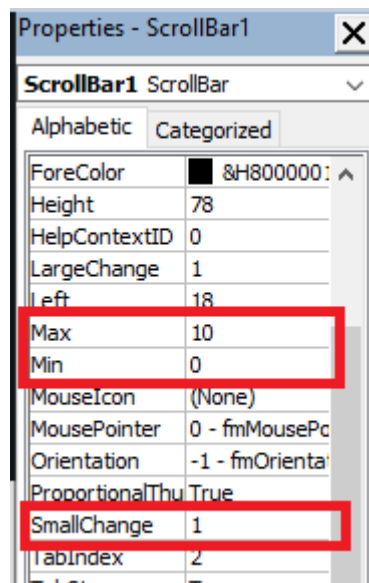 Properties - ScrollBar1
ScrollBar1 ScrollBar
Alphabetic Categorized
ForeColor &H8000001
Height 78
HelpContextID 0
LargeChange 1
Left 18
Max 10
Min 0
MouseIcon (None)
MousePointer 0 - fmMousePo
Orientation -1 - fmOrientat
ProportionalThu True
SmallChange 1
TabIndex 2